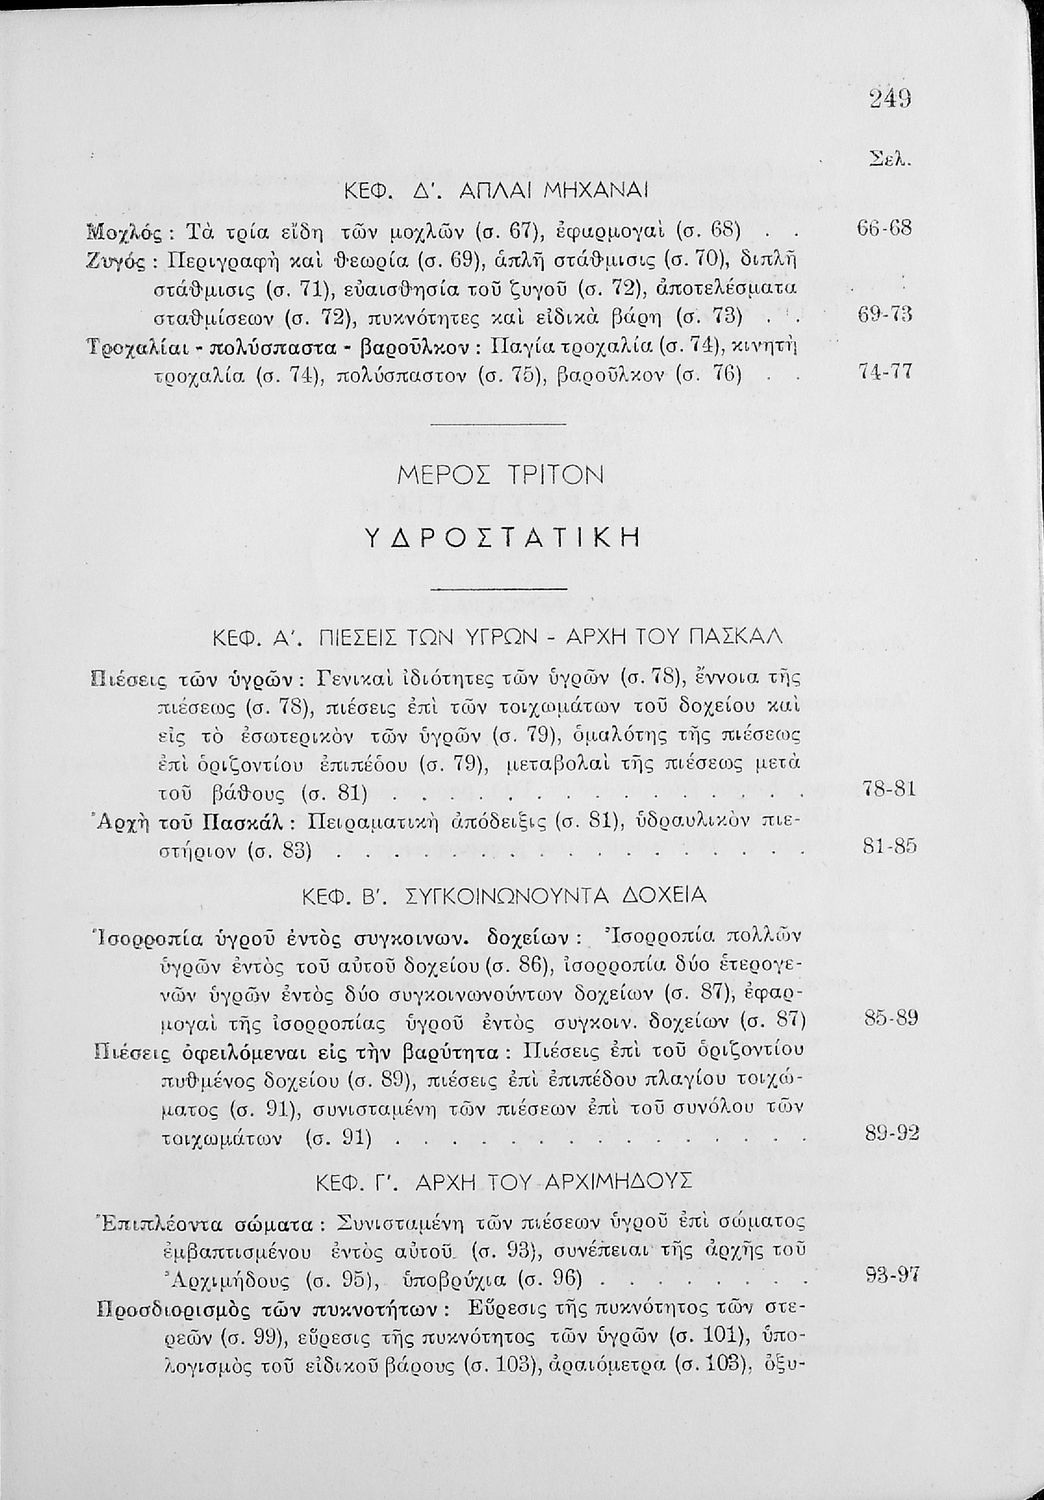 249
Σελ.
ΚΕΦ. Δ'. ΑΠΛΑΙ ΜΗΧΑΝΑΙ
Μοχλός : Τὰ τρία εἴδη τῶν μοχλῶν (σ. 67), ἐφαρμογαὶ (σ. 68) . . 66-68
Ζυγός : Περιγραφὴ καὶ θεωρία (σ. 69), ἁπλῆ στάθμισις (σ. 70), διπλῆ
στάθμισις (σ. 71), εὐαισθησία τοῦ ζυγοῦ (σ. 72), ἀποτελέσματα
σταθμίσεων (σ. 72), πυκνότητες καὶ εἰδικὰ βάρη (σ. 73) . . 69-73
Τροχαλίαι - πολύσπαστα - βαροῦλκον : Παγία τροχαλία (σ. 74), κινητὴ
τροχαλία (σ. 74), πολύσπαστον (σ. 75), βαροῦλκον (σ. 76) . . 74-77
ΜΕΡΟΣ ΤΡΙΤΟΝ
ΥΔΡΟΣΤΑΤΙΚΗ
ΚΕΦ. Α'. ΠΙΕΣΕΙΣ ΤΩΝ ΥΓΡΩΝ - ΑΡΧΗ ΤΟΥ ΠΑΣΚΑΛ
Πιέσεις τῶν ὑγρῶν : Γενικαὶ ἰδιότητες τῶν ὑγρῶν (σ. 78), ἔννοια τῆς
πιέσεως (σ. 78), πιέσεις ἐπὶ τῶν τοιχωμάτων τοῦ δοχείου καὶ
εἰς τὸ ἐσωτερικὸν τῶν ὑγρῶν (σ. 79), ὁμαλότης τῆς πιέσεως
ἐπὶ ὁριζοντίου ἐπιπέδου (σ. 79), μεταβολαὶ τῆς πιέσεως μετὰ
τοῦ βάθους (σ. 81) . . . . . . . . . . . . . . . 78-81
Ἀρχὴ τοῦ Πασκάλ : Πειραματικὴ ἀπόδειξις (σ. 81), ὑδραυλικὸν πιε-
στήριον (σ. 83) . . . . . . . . . . . . . . . . . 81-85
ΚΕΦ. Β'. ΣΥΓΚΟΙΝΩΝΟΥΝΤΑ ΔΟΧΕΙΑ
Ἰσορροπία ὑγροῦ ἐντὸς συγκοινων. δοχείων : Ἰσορροπία πολλῶν
ὑγρῶν ἐντὸς τοῦ αὐτοῦ δοχείου (σ. 86), ἰσορροπία δύο ἑτερογε-
νῶν ὑγρῶν ἐντὸς δύο συγκοινωνούντων δοχείων (σ. 87), ἐφαρ-
μογαὶ τῆς ἰσορροπίας ὑγροῦ ἐντὸς συγκοιν. δοχείων (σ. 87) 85-89
Πιέσεις ὀφειλόμεναι εἰς τὴν βαρύτητα : Πιέσεις ἐπὶ τοῦ ὁριζοντίου
πυθμένος δοχείου (σ. 89), πιέσεις ἐπὶ ἐπιπέδου πλαγίου τοιχώ-
ματος (σ. 91), συνισταμένη τῶν πιέσεων ἐπὶ τοῦ συνόλου τῶν
τοιχωμάτων (σ. 91) . . . . . . . . . . . . . . . 89-92
ΚΕΦ. Γ'. ΑΡΧΗ ΤΟΥ ΑΡΧΙΜΗΔΟΥΣ
Ἐπιπλέοντα σώματα : Συνισταμένη τῶν πιέσεων ὑγροῦ ἐπὶ σώματος
ἐμβαπτισμένου ἐντὸς αὐτοῦ (σ. 93), συνέπειαι τῆς ἀρχῆς τοῦ
Ἀρχιμήδους (σ. 95), ὑποβρύχια (σ. 96) . . . . . . . . 93-97
Προσδιορισμὸς τῶν πυκνοτήτων : Εὕρεσις τῆς πυκνότητος τῶν στε-
ρεῶν (σ. 99), εὕρεσις τῆς πυκνότητος τῶν ὑγρῶν (σ. 101), ὑπο-
λογισμὸς τοῦ εἰδικοῦ βάρους (σ. 103), ἀραιόμετρα (σ. 103), ὀξυ-